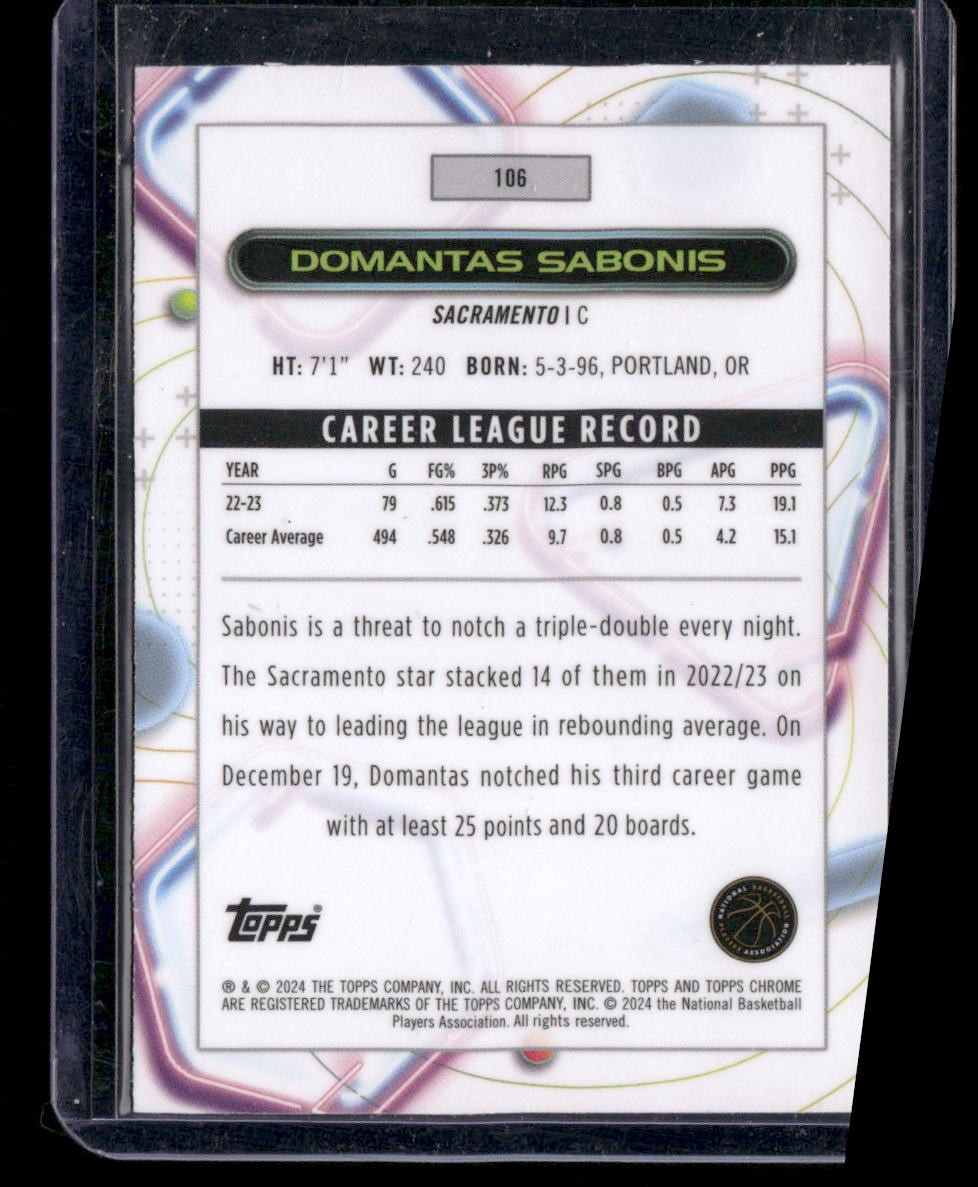 106
DOMANTAS SABONIS
SACRAMENTO | C
HT: 7'1" WT: 240 BORN: 5-3-96, PORTLAND, OR
CAREER LEAGUE RECORD
YEAR G FG% 3P% RPG SPG BPG APG PPG
22-23 79 .615 .373 12.3 0.8 0.5 7.3 19.1
Career Average 494 .548 .326 9.7 0.8 0.5 4.2 15.1
Sabonis is a threat to notch a triple-double every night.
The Sacramento star stacked 14 of them in 2022/23 on
his way to leading the league in rebounding average. On
December 19, Domantas notched his third career game
with at least 25 points and 20 boards.
topps®
NATIONAL BASKETBALL PLAYERS ASSOCIATION
® & © 2024 THE TOPPS COMPANY, INC. ALL RIGHTS RESERVED. TOPPS AND TOPPS CHROME
ARE REGISTERED TRADEMARKS OF THE TOPPS COMPANY, INC. © 2024 the National Basketball
Players Association. All rights reserved.